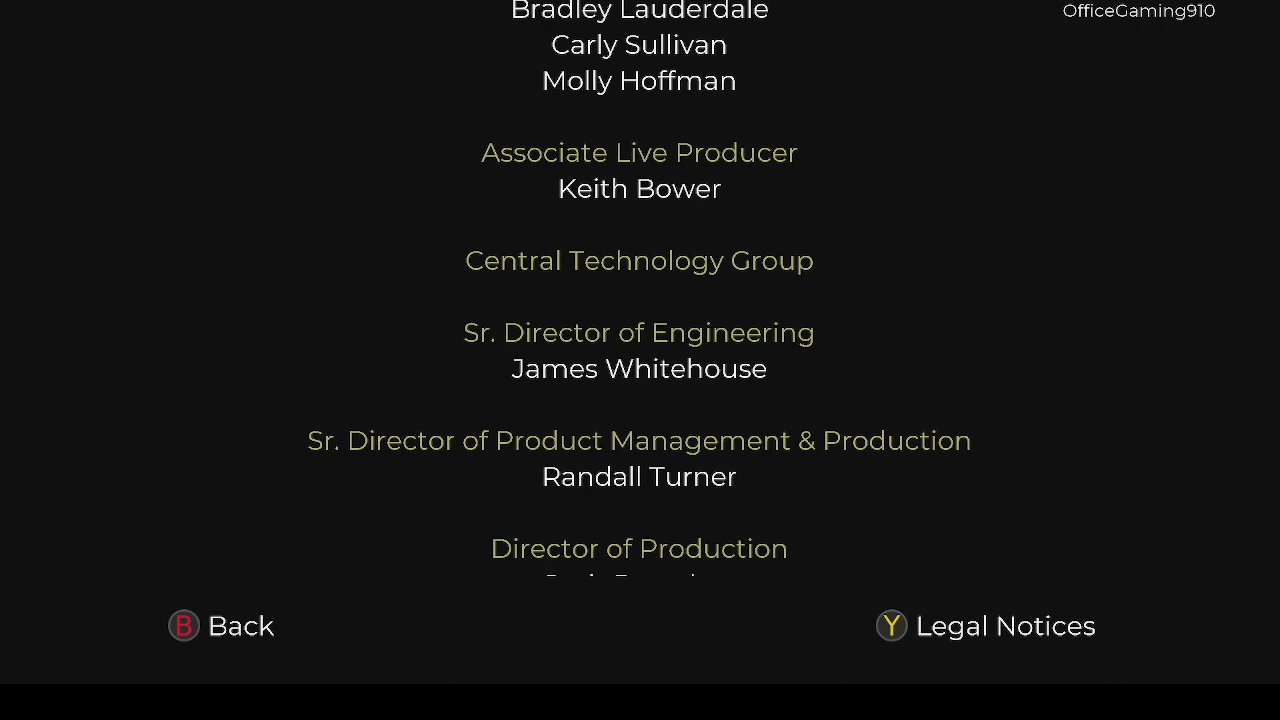 Bradley Lauderdale
OfficeGaming910
Carly Sullivan
Molly Hoffman
Associate Live Producer
Keith Bower
Central Technology Group
Sr. Director of Engineering
James Whitehouse
Sr. Director of Product Management & Production
Randall Turner
Director of Production
B Back
Y Legal Notices